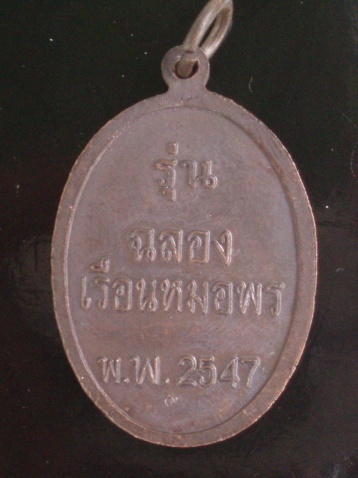 รุ่น
ฉลอง
เรือนหมอพร
พ.พ. 2547